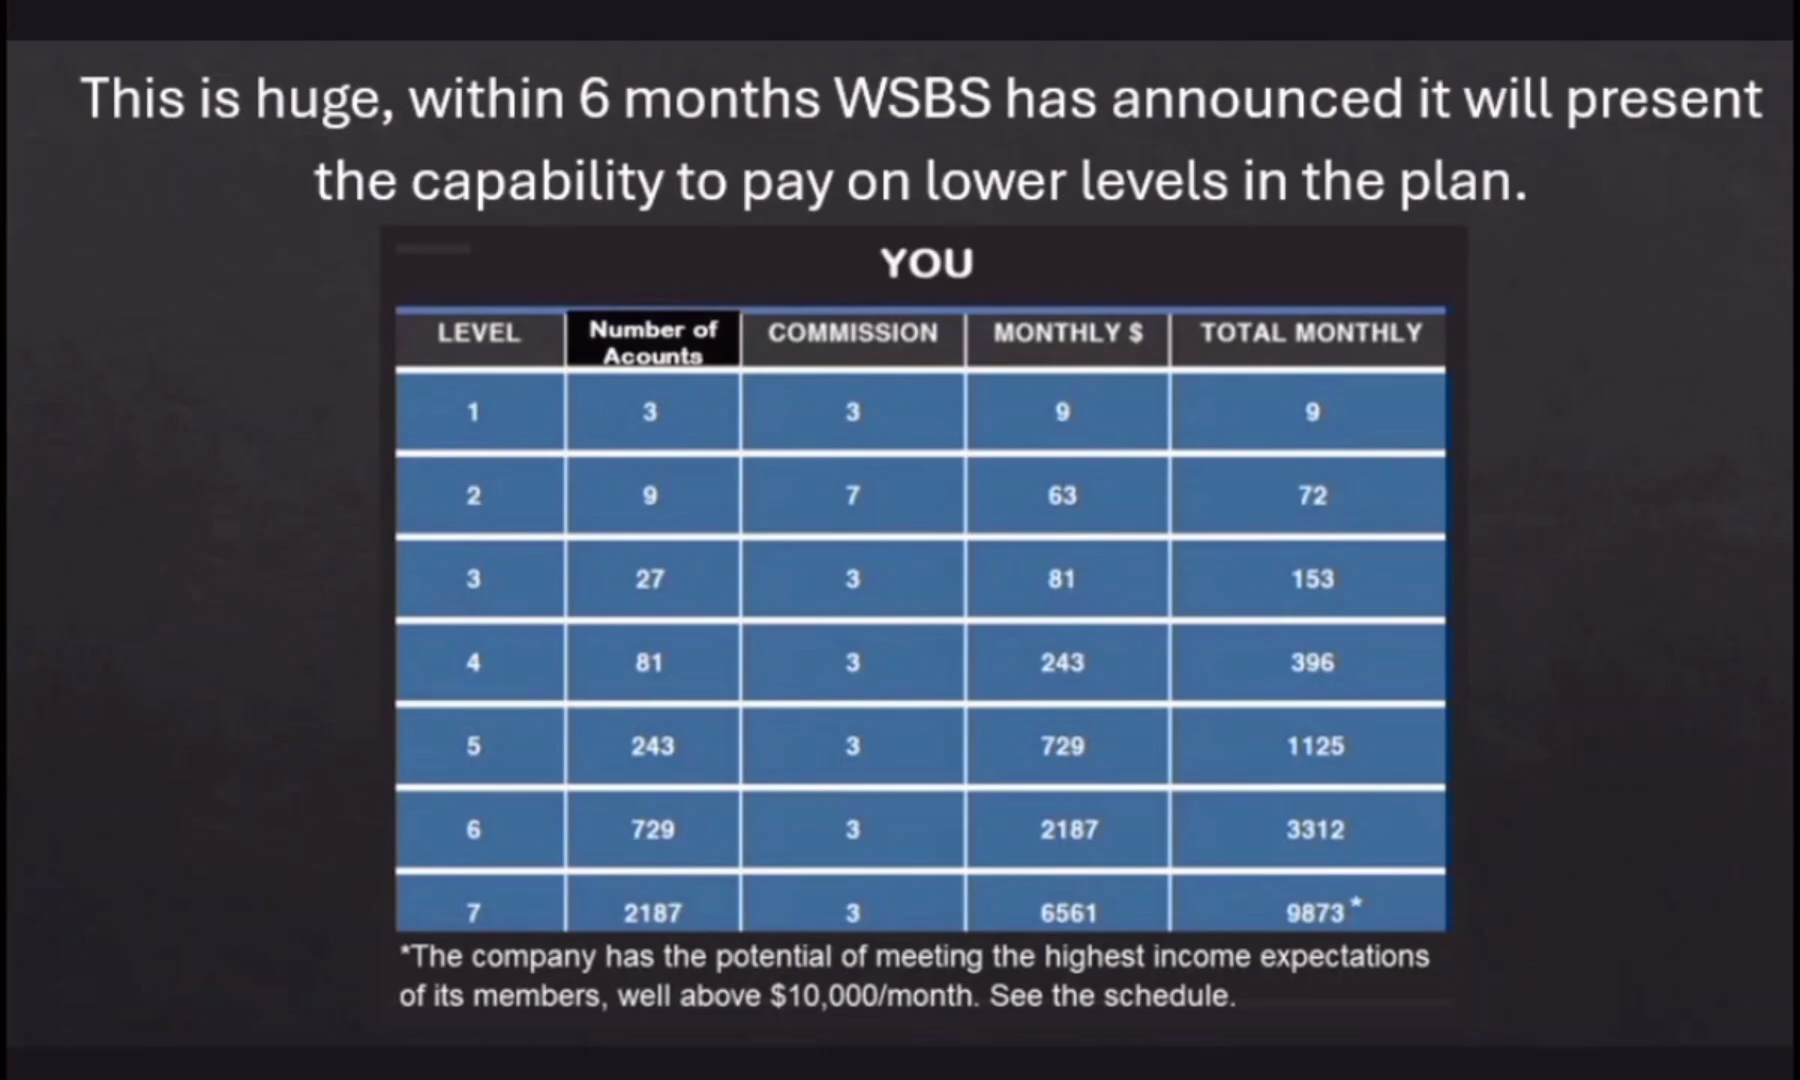 This is huge, within 6 months WSBS has announced it will present
the capability to pay on lower levels in the plan.
YOU
LEVEL Number of Acounts COMMISSION MONTHLY $ TOTAL MONTHLY
1 3 3 9 9
2 9 7 63 72
3 27 3 81 153
4 81 3 243 396
5 243 3 729 1125
6 729 3 2187 3312
7 2187 3 6561 9873*
*The company has the potential of meeting the highest income expectations
of its members, well above $10,000/month. See the schedule.